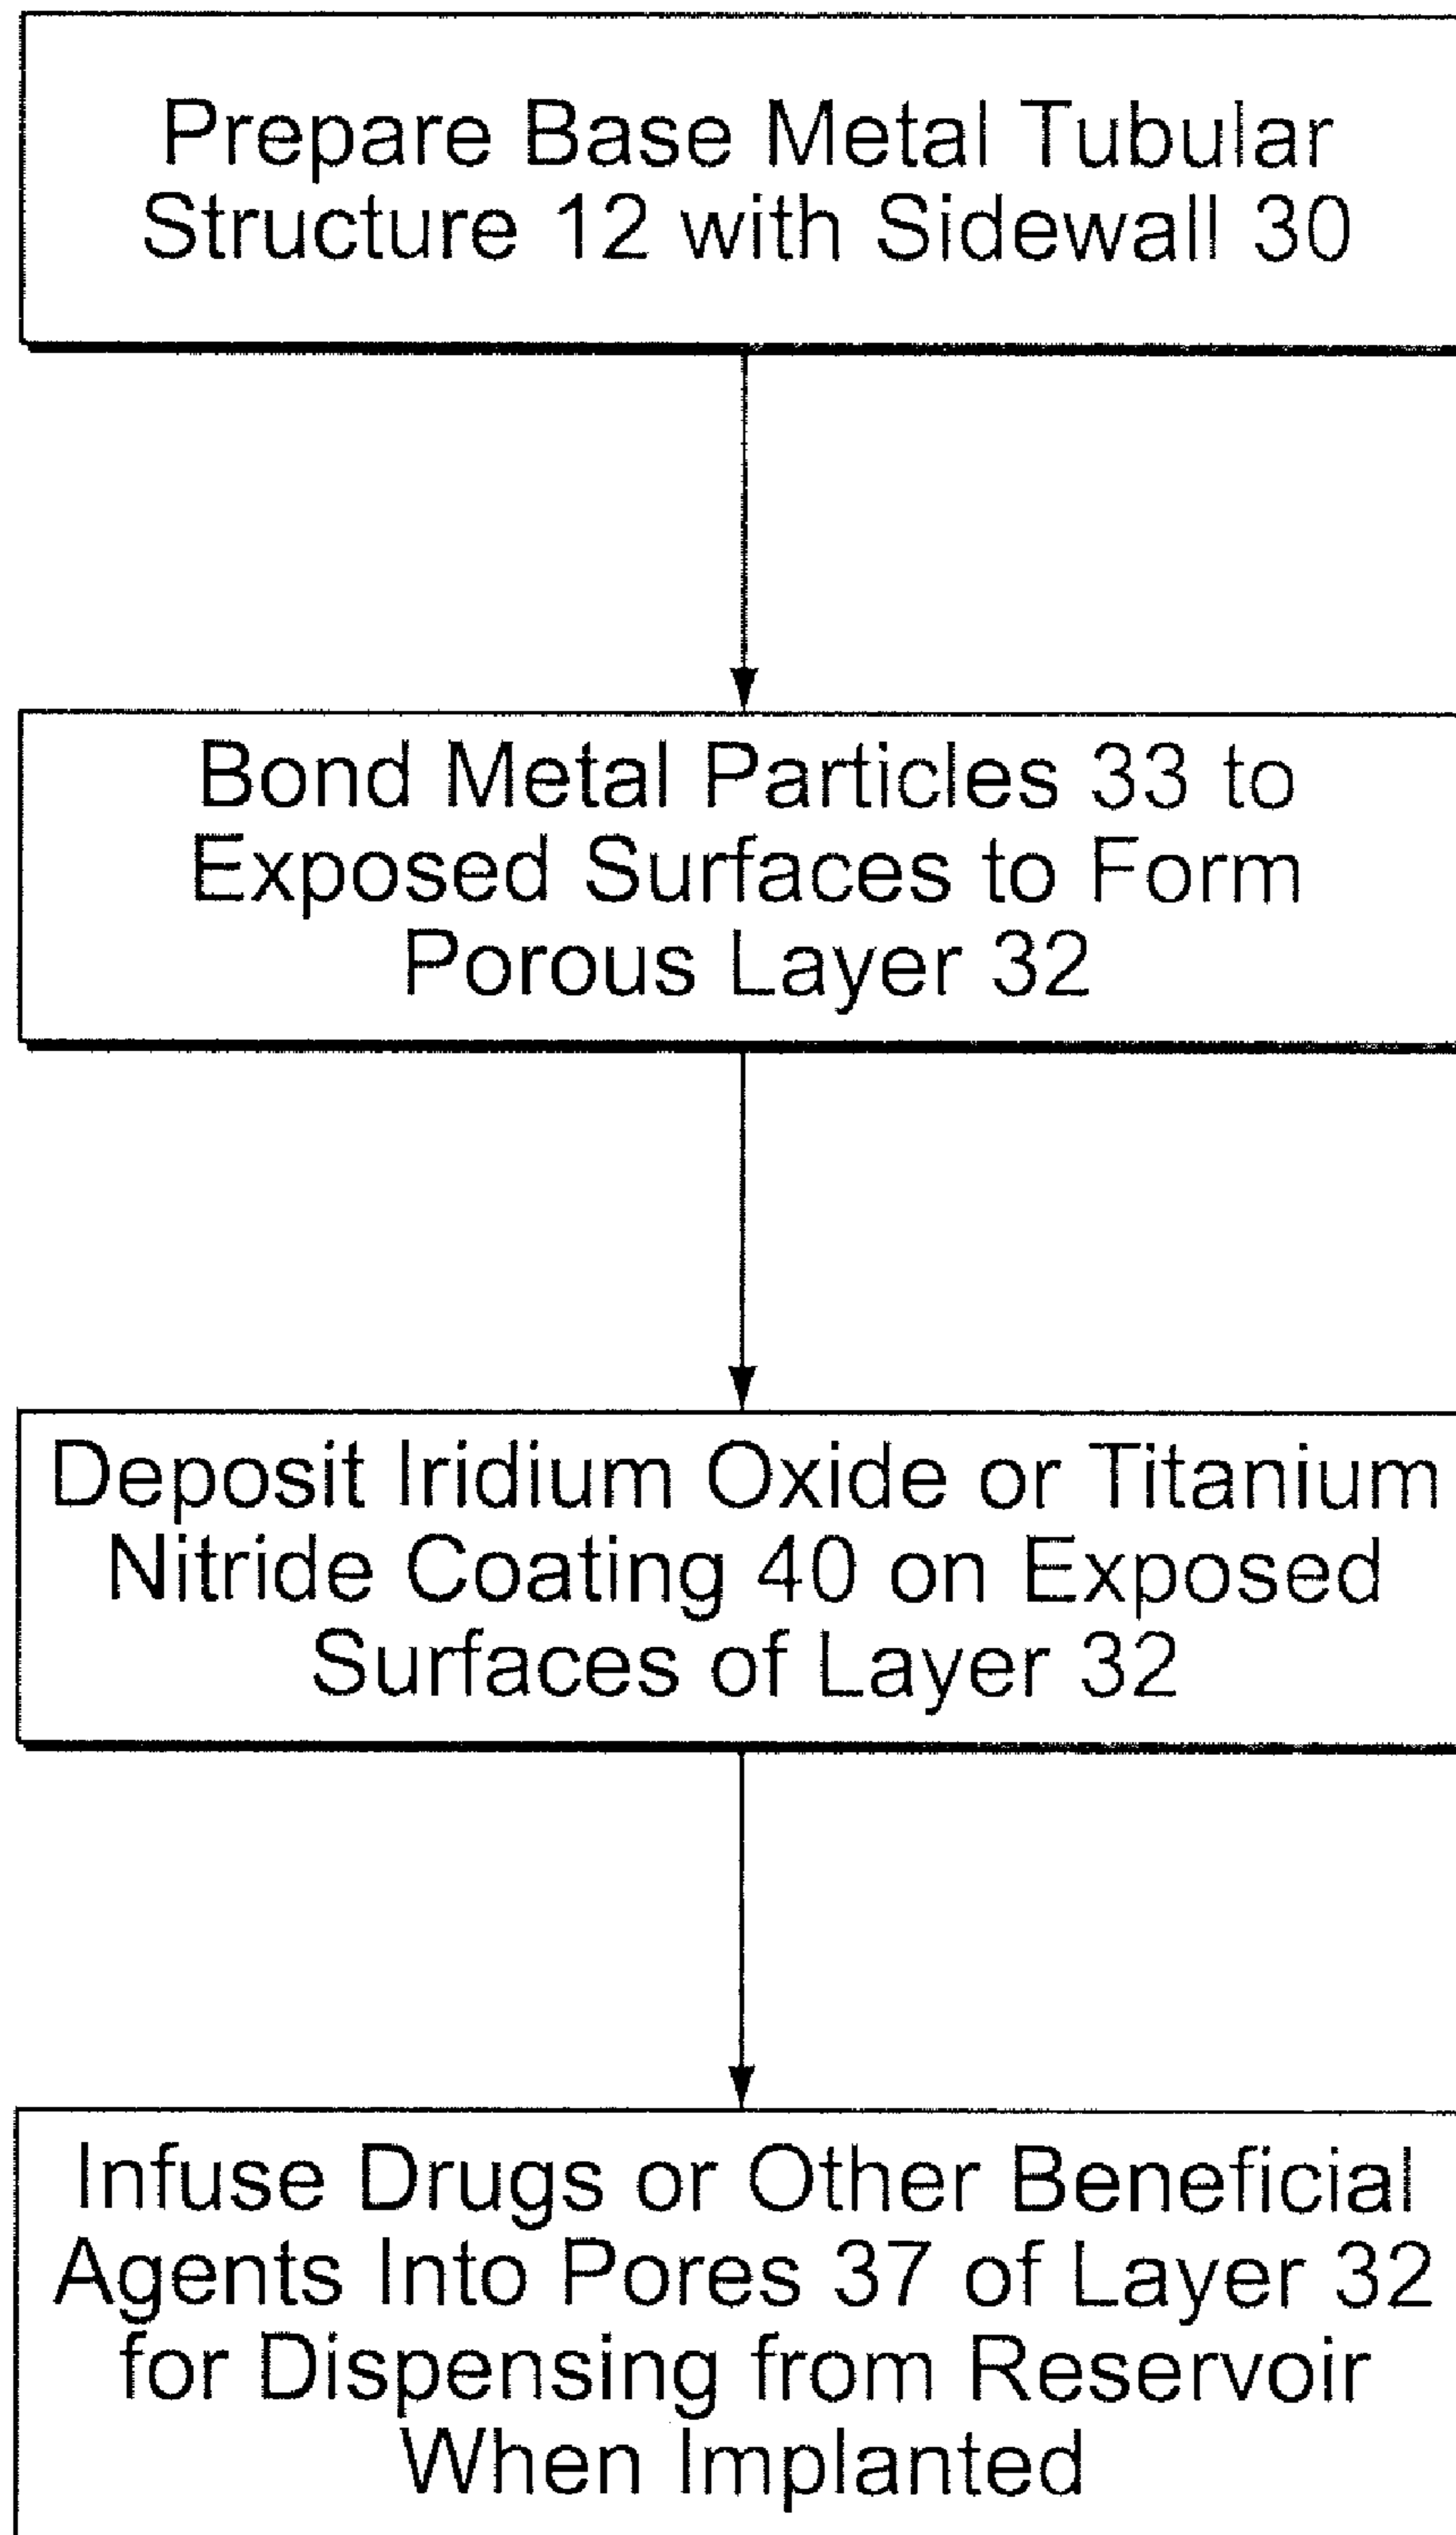 Prepare Base Metal Tubular
Structure 12 with Sidewall 30
Bond Metal Particles 33 to
Exposed Surfaces to Form
Porous Layer 32
Deposit Iridium Oxide or Titanium
Nitride Coating 40 on Exposed
Surfaces of Layer 32
Infuse Drugs or Other Beneficial
Agents Into Pores 37 of Layer 32
for Dispensing from Reservoir
When Implanted